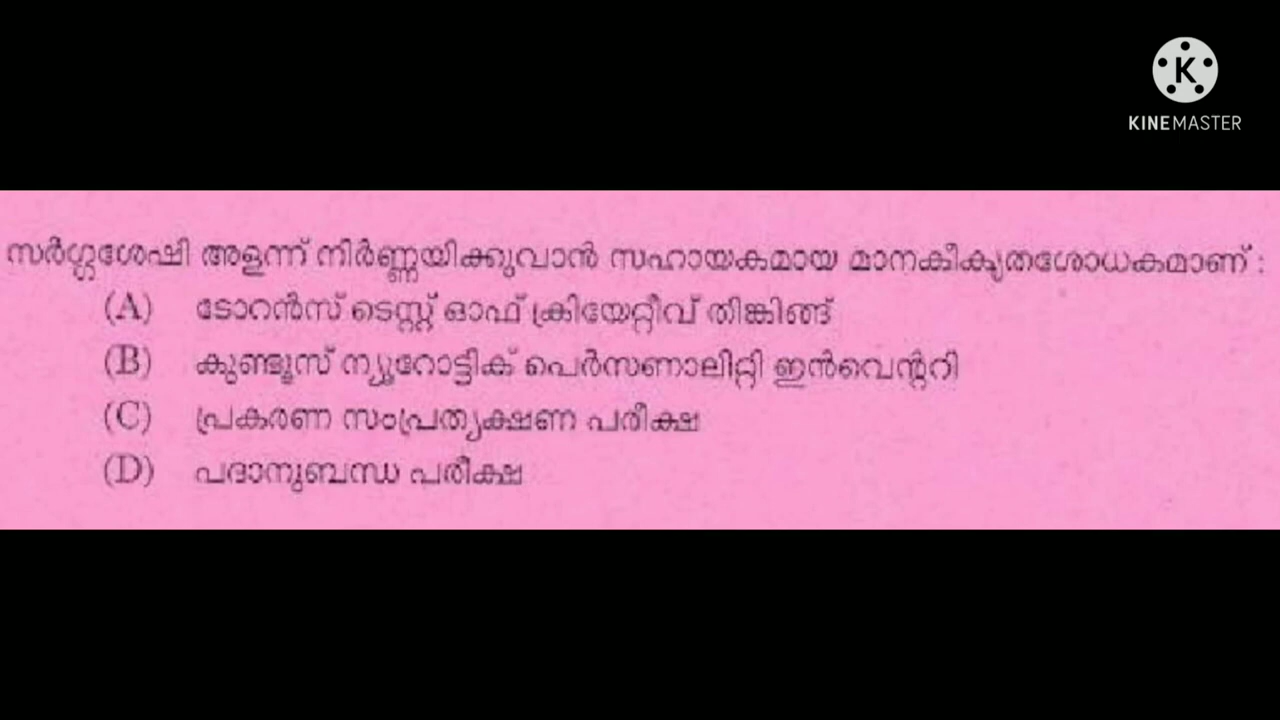 KINEMASTER
സർഗ്ഗശേഷി അളന്ന് നിർണ്ണയിക്കുവാൻ സഹായകമായ മാനകീകൃതശോധകമാണ് :
(A) ടോറൻസ് ടെസ്റ്റ് ഓഫ് ക്രിയേറ്റീവ് തിങ്കിങ്ങ്
(B) കുണ്ടൂസ് ന്യൂറോട്ടിക് പെർസണാലിറ്റി ഇൻവെന്ററി
(C) പ്രകരണ സംപ്രത്യക്ഷണ പരീക്ഷ
(D) പദാനുബന്ധ പരീക്ഷ